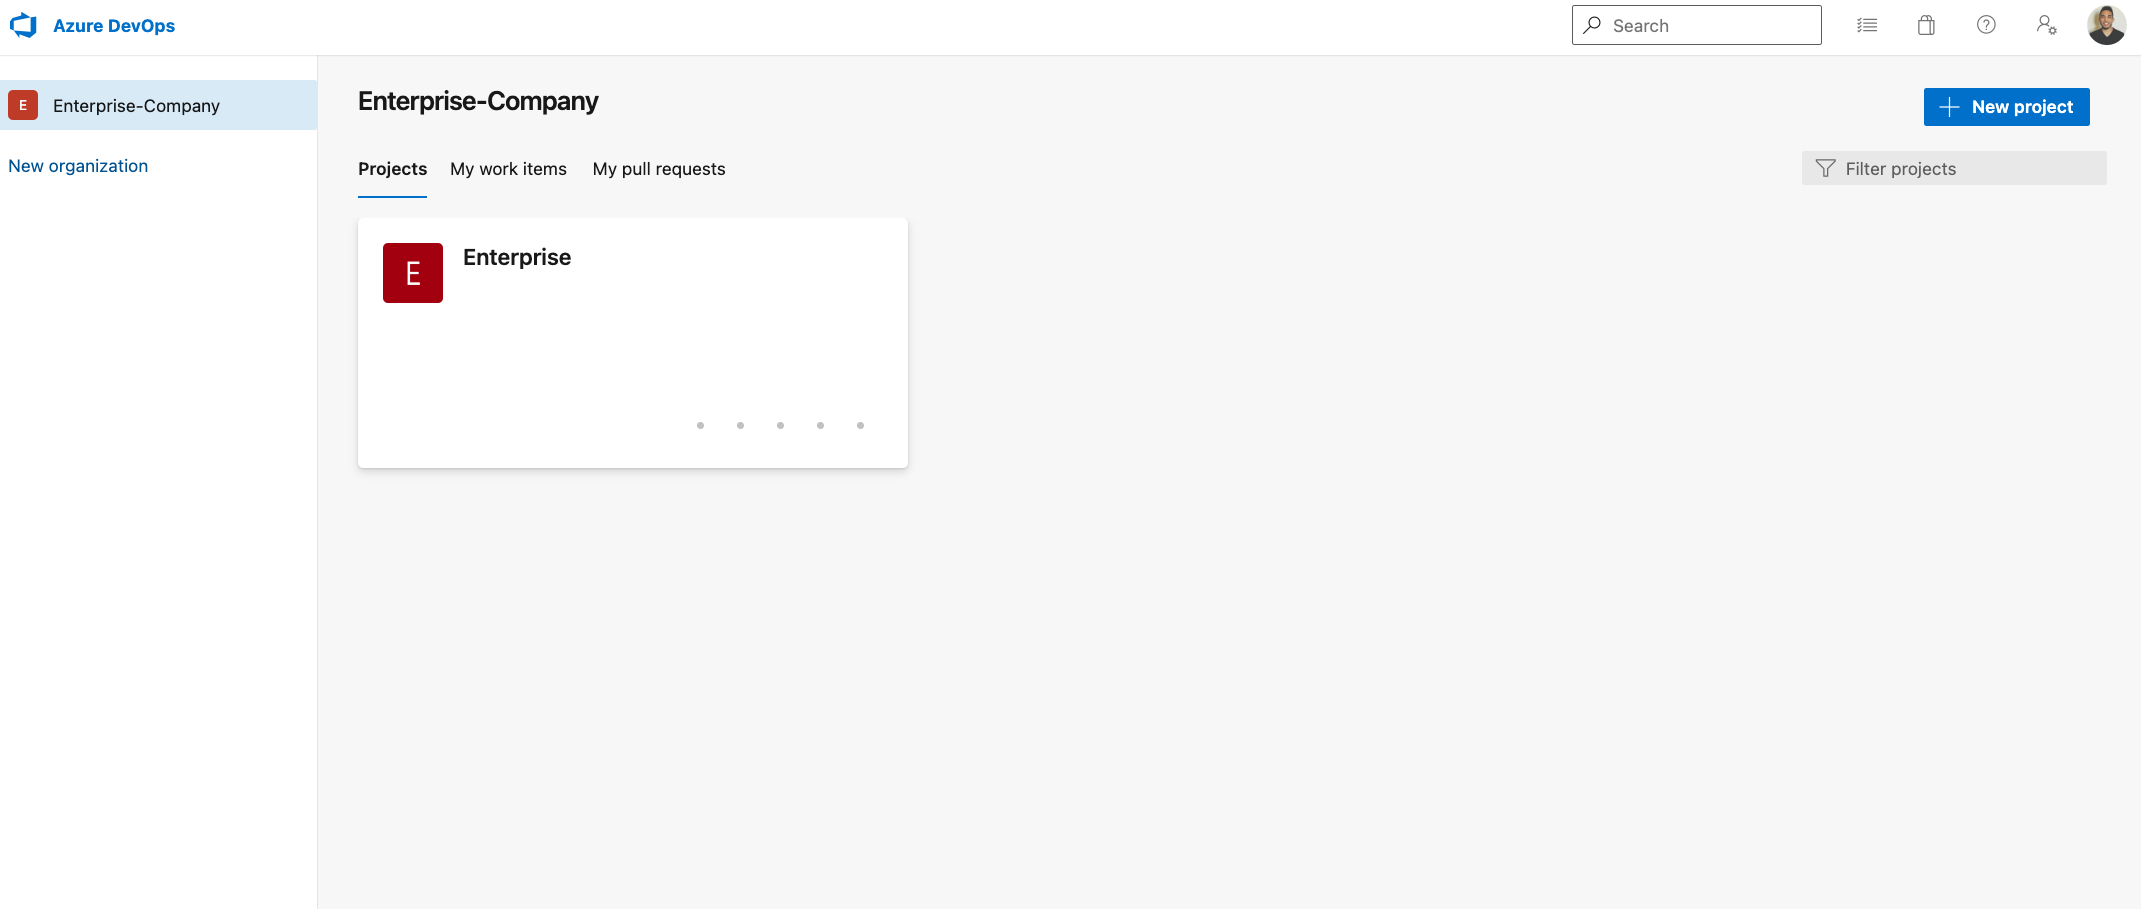 Azure DevOps
Search
E Enterprise-Company
New organization
Enterprise-Company
New project
Projects My work items My pull requests
Filter projects
E Enterprise